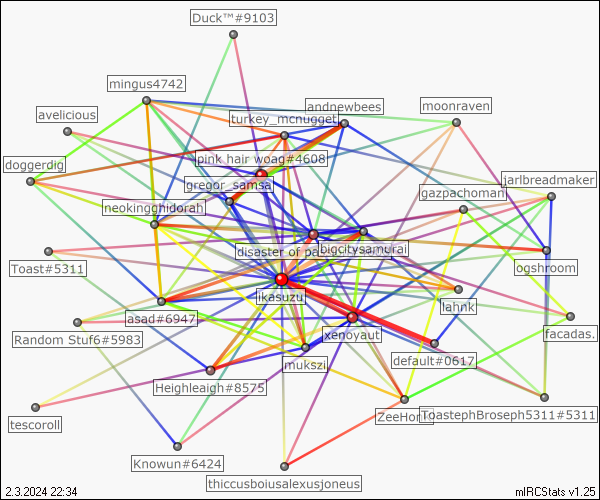 Duck™#9103
mingus4742
andnewbees
moonraven
avelicious
turkey_mcnugget
pink hair woag#4608
doggerdig
gregor_samsa
jarlbreadmaker
gazpachoman
neokingghidorah
disaster of pa
bigcitysamurai
Toast#5311
ogshroom
ikasuzu
lahnk
asad#6947
facadas.
Random Stuf6#5983
xenoyaut
default#0617
mukszi
Heighleaigh#8575
tescoroll
ZeeHon
ToastephBroseph5311#5311
Knowun#6424
thiccusboiusalexusjoneus
2.3.2024 22:34
mIRCStats v1.25